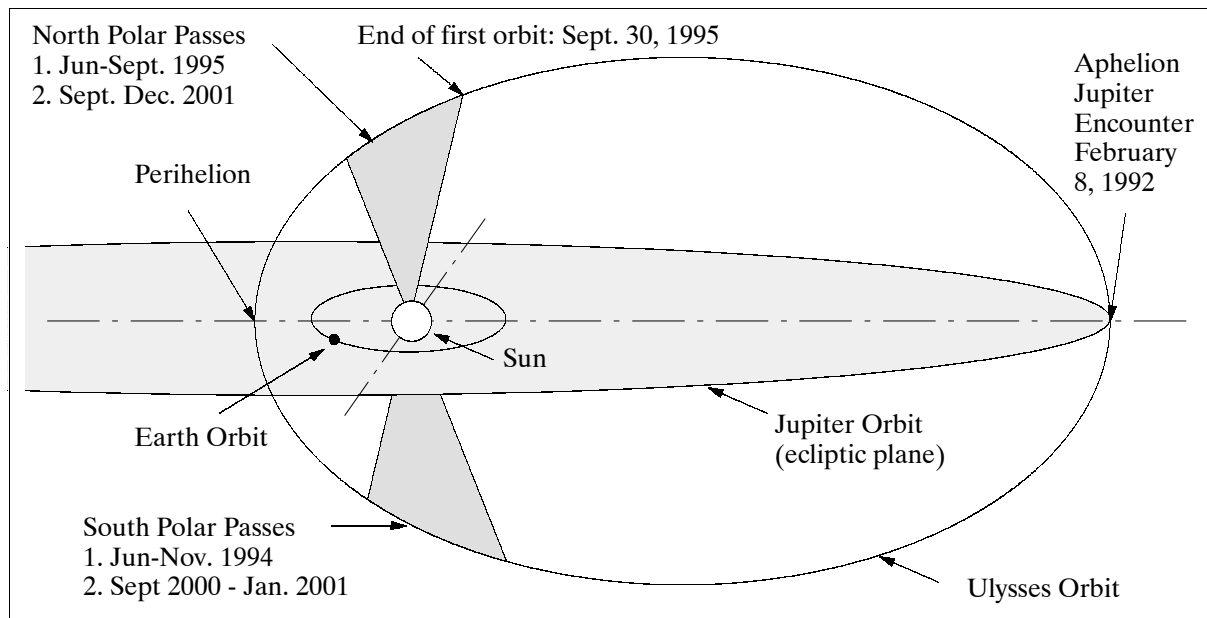 North Polar Passes
1. Jun-Sept. 1995
2. Sept. Dec. 2001
End of first orbit: Sept. 30, 1995
Aphelion
Jupiter
Encounter
February
8, 1992
Perihelion
Sun
Earth Orbit
Jupiter Orbit
(ecliptic plane)
South Polar Passes
1. Jun-Nov. 1994
2. Sept 2000 - Jan. 2001
Ulysses Orbit